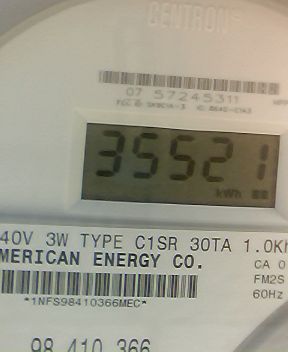 CENTRON®
07 57245311
35521
kWh
40V 3W TYPE C1SR 30TA 1.0Kh
MERICAN ENERGY CO.
CA 0
FM2S
60Hz
*1NFS98410366MEC*
98 410 366